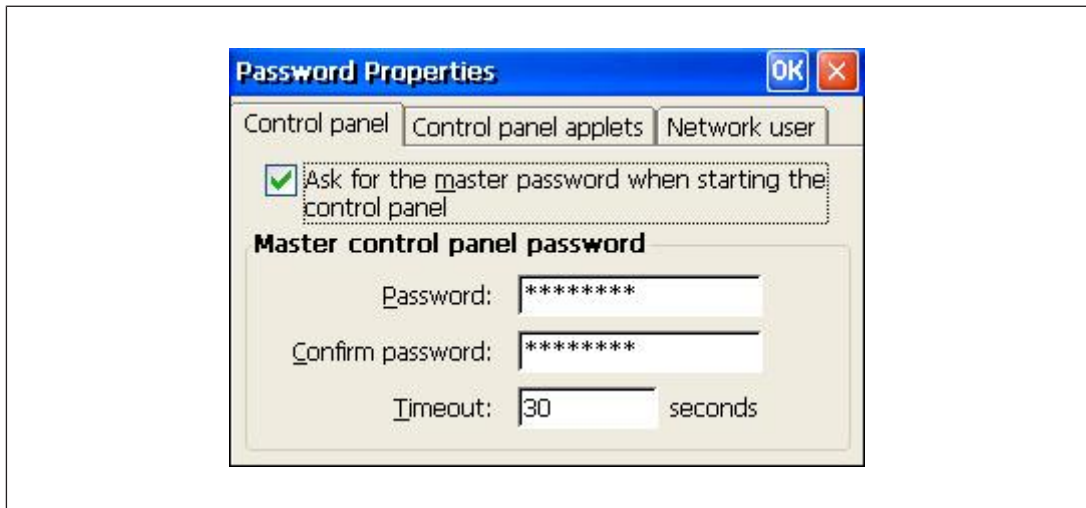 Password Properties OK
Control panel Control panel applets Network user
Ask for the master password when starting the
control panel
Master control panel password
Password: ********
Confirm password: ********
Timeout: 30 seconds